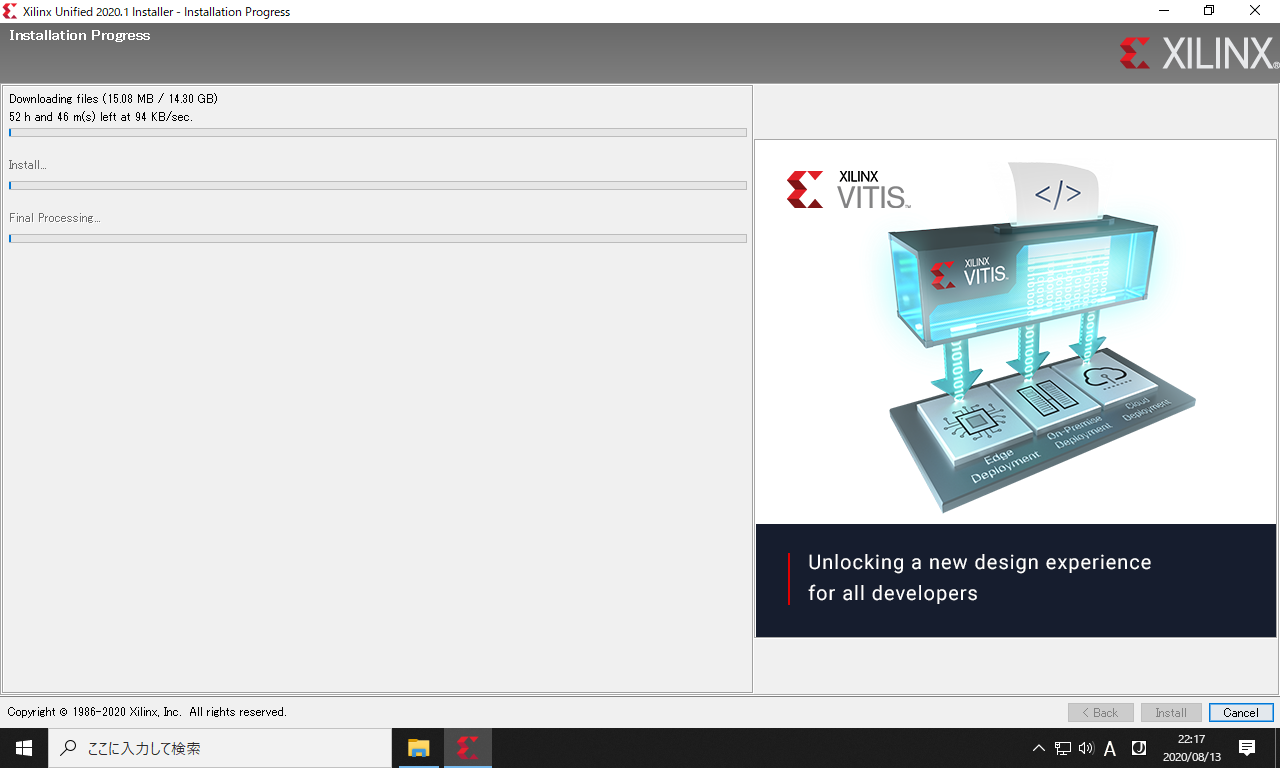 Xilinx Unified 2020.1 Installer - Installation Progress
Installation Progress
XILINX®
Downloading files (15.08 MB / 14.30 GB)
52 h and 46 m(s) left at 94 KB/sec.
Install...
Final Processing...
XILINX
VITIS™
</>
XILINX
VITIS
Edge
Deployment
On-Premise
Deployment
Cloud
Deployment
Unlocking a new design experience
for all developers
Copyright © 1986-2020 Xilinx, Inc. All rights reserved.
< Back
Install
Cancel
ここに入力して検索
A
J
22:17
2020/08/13